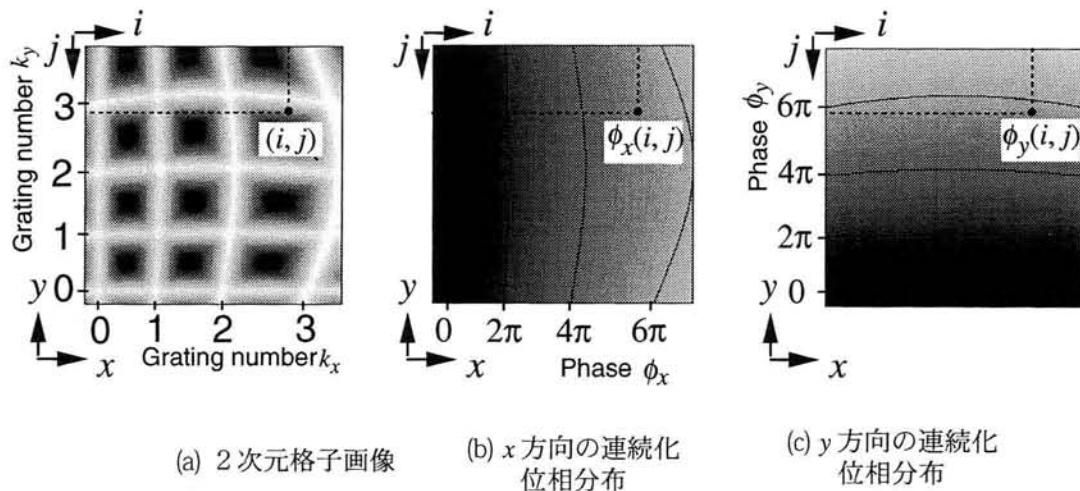 i
j
Grating number k_y
3
2
1
0
(i, j)
y
0 1 2 3
x
Grating number k_x
i
j
ϕ_x(i, j)
y
0 2π 4π 6π
x
Phase ϕ_x
i
j
Phase ϕ_y
6π
4π
2π
0
ϕ_y(i, j)
y
x
(a) 2次元格子画像
(b) x 方向の連続化
位相分布
(c) y 方向の連続化
位相分布